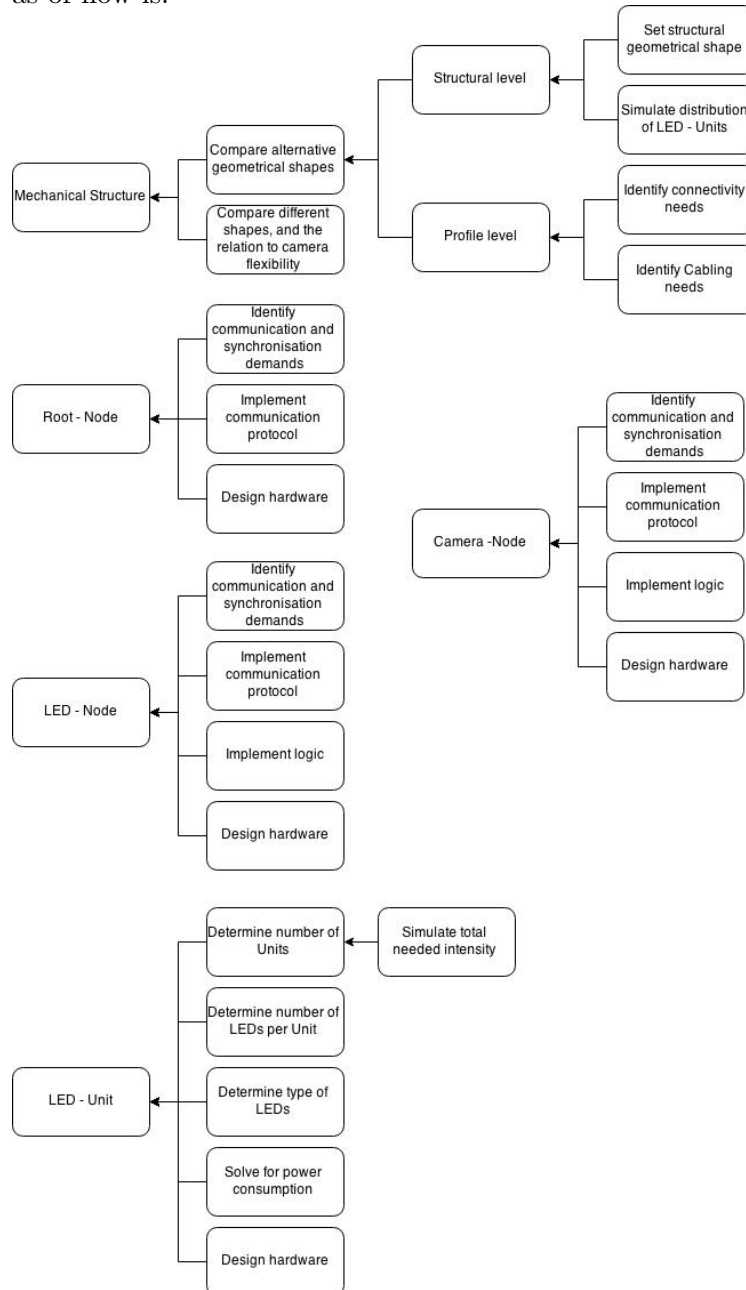 as of now is:
Set structural
geometrical shape
Structural level
Simulate distribution
of LED - Units
Compare alternative
geometrical shapes
Mechanical Structure
Compare different
shapes, and the
relation to camera
flexibility
Identify connectivity
needs
Profile level
Identify Cabling
needs
Identify
communication and
synchronisation
demands
Root - Node
Implement
communication
protocol
Design hardware
Identify
communication and
synchronisation
demands
Implement
communication
protocol
Camera -Node
Implement logic
Design hardware
Identify
communication and
synchronisation
demands
Implement
communication
protocol
LED - Node
Implement logic
Design hardware
Determine number of
Units
Simulate total
needed intensity
Determine number of
LEDs per Unit
LED - Unit
Determine type of
LEDs
Solve for power
consumption
Design hardware